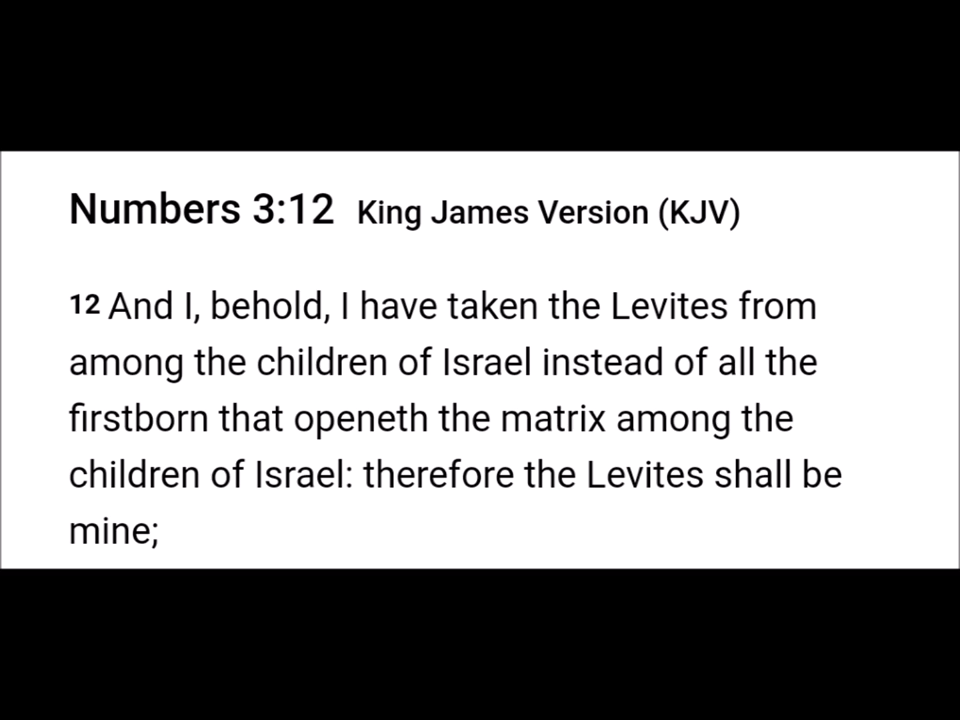 Numbers 3:12 King James Version (KJV)
12 And I, behold, I have taken the Levites from
among the children of Israel instead of all the
firstborn that openeth the matrix among the
children of Israel: therefore the Levites shall be
mine;